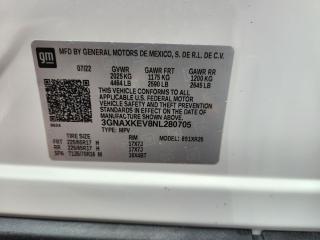 gm
MFD BY GENERAL MOTORS DE MEXICO, S. DE R.L. DE C.V.
07/22 GVWR GAWR FRT GAWR RR
2025 KG 1175 KG 1200 KG
4464 LB 2590 LB 2645 LB
THIS VEHICLE CONFORMS TO ALL
APPLICABLE U.S. FEDERAL MOTOR
VEHICLE SAFETY AND THEFT
PREVENTION STANDARDS IN EFFECT ON
THE DATE OF MANUFACTURE SHOWN ABOVE.
3GNAXKEV8NL280705
TYPE: MPV MODEL:
TIRE SIZE RIM
FRT 225/65R17 H 17X7J
RR 225/65R17 H 17X7J
SPA T135/70R16 M 16X4BT